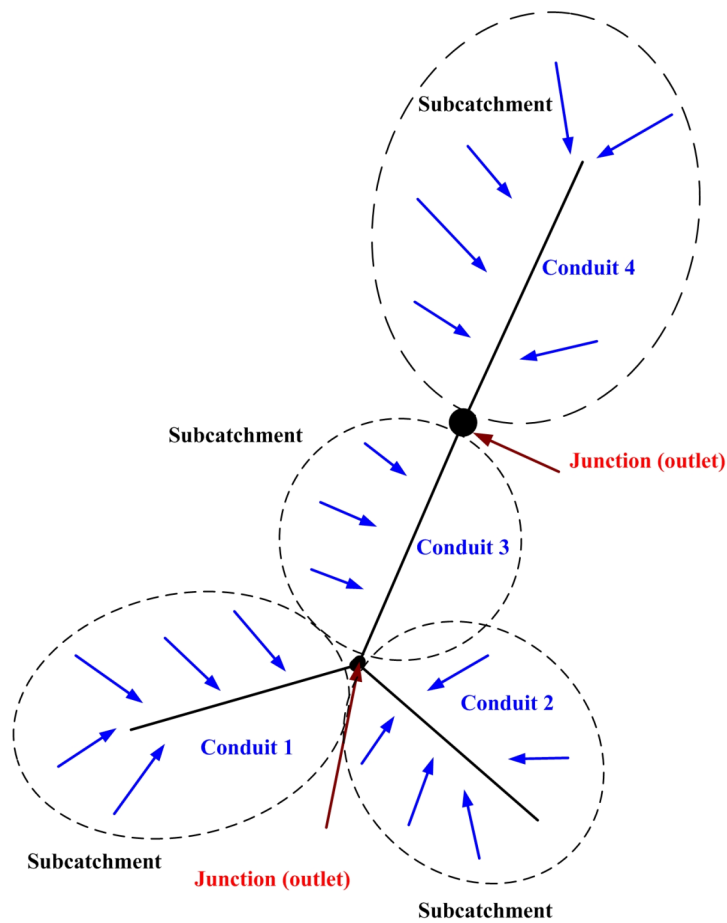 Subcatchment
Conduit 4
Subcatchment
Junction (outlet)
Conduit 3
Conduit 2
Conduit 1
Subcatchment
Junction (outlet)
Subcatchment